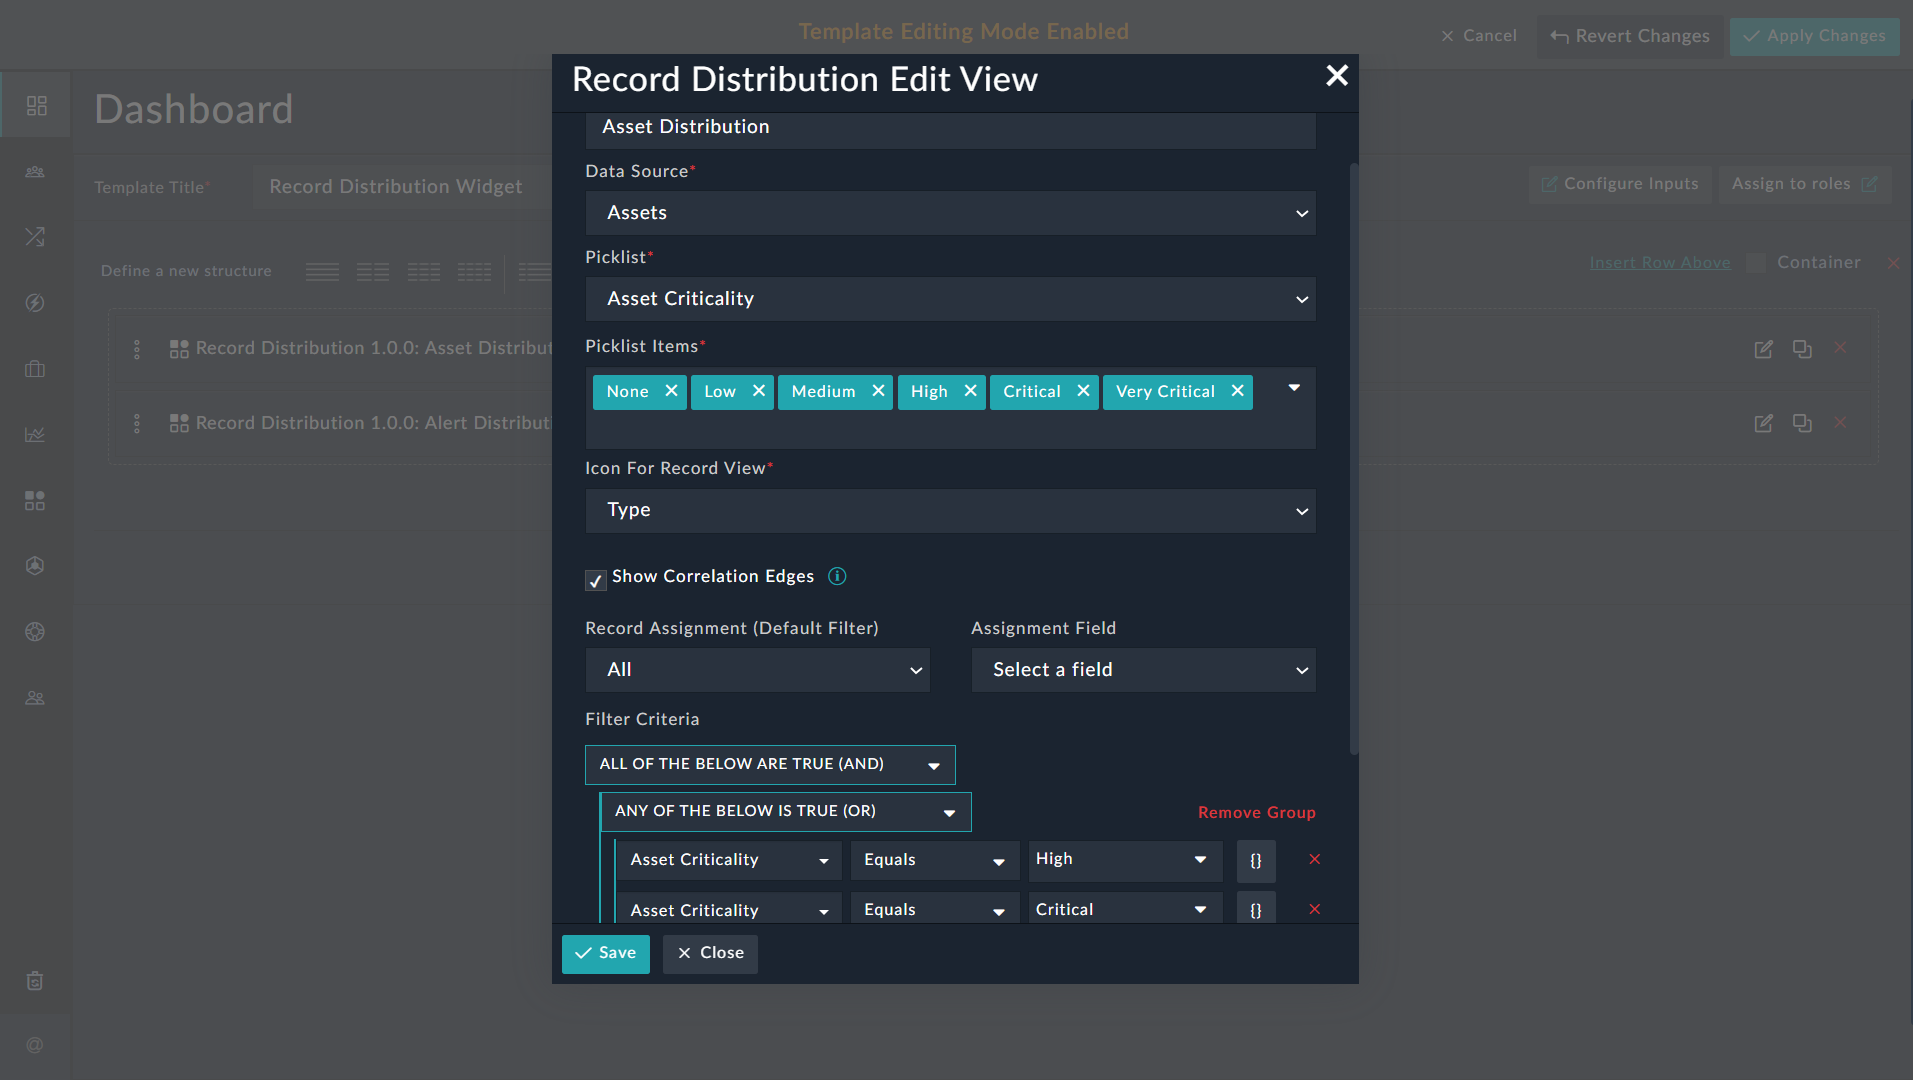 Template Editing Mode Enabled
Cancel
Revert Changes
Apply Changes
Record Distribution Edit View
Dashboard
Asset Distribution
Template Title*
Record Distribution Widget
Configure Inputs
Assign to roles
Data Source*
Assets
Define a new structure
Insert Row Above
Container
Picklist*
Asset Criticality
Record Distribution 1.0.0: Asset Distribut
Record Distribution 1.0.0: Alert Distributi
Picklist Items*
None
Low
Medium
High
Critical
Very Critical
Icon For Record View*
Type
Show Correlation Edges
Record Assignment (Default Filter)
Assignment Field
All
Select a field
Filter Criteria
ALL OF THE BELOW ARE TRUE (AND)
ANY OF THE BELOW IS TRUE (OR)
Remove Group
Asset Criticality
Equals
High
{}
Asset Criticality
Equals
Critical
{}
Save
Close
@